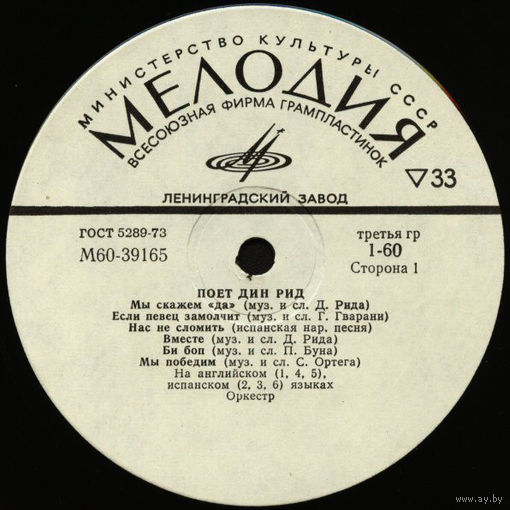 МИНИСТЕРСТВО КУЛЬТУРЫ СССР
МЕЛОДИЯ
ВСЕСОЮЗНАЯ ФИРМА ГРАМПЛАСТИНОК
ЛЕНИНГРАДСКИЙ ЗАВОД
▽33
ГОСТ 5289-73
М60-39165
третья гр
1-60
Сторона 1
ПОЕТ ДИН РИД
Мы скажем «да» (муз. и сл. Д. Рида)
Если певец замолчит (муз. и сл. Г. Гварани)
Нас не сломить (испанская нар. песня)
Вместе (муз. и сл. Д. Рида)
Би боп (муз. и сл. П. Буна)
Мы победим (муз. и сл. С. Ортега)
На английском (1, 4, 5),
испанском (2, 3, 6) языках
Оркестр
www.ay.by